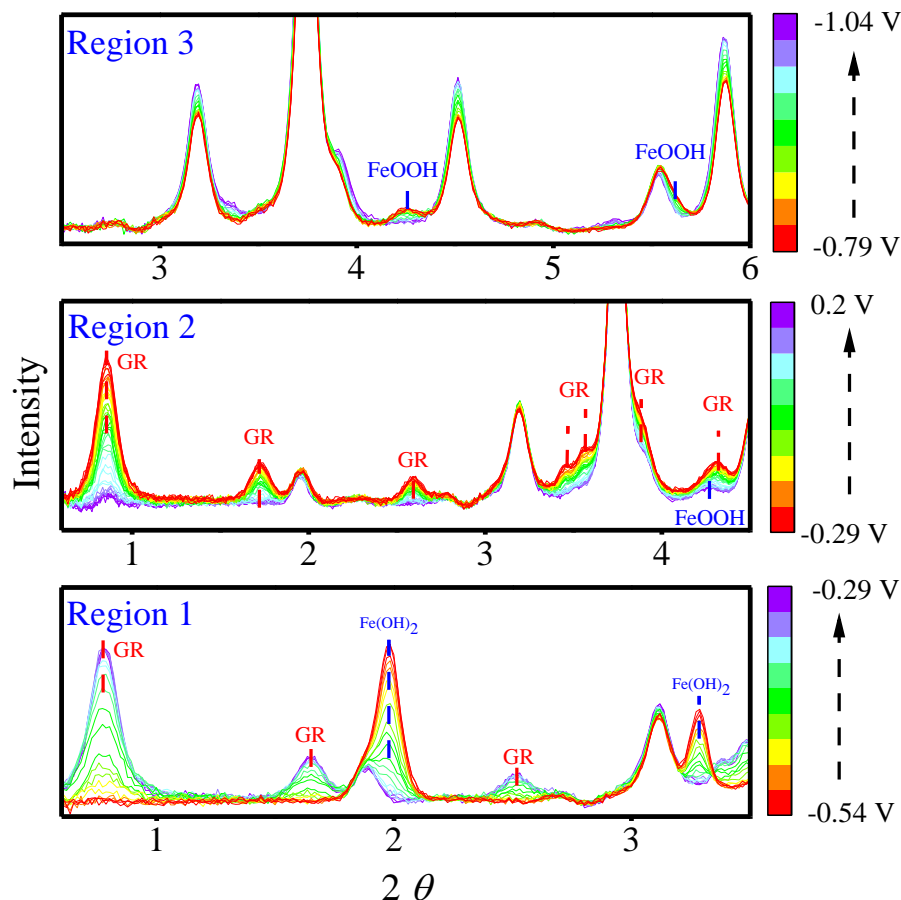 Region 3
FeOOH
FeOOH
-1.04 V
-0.79 V
3 4 5 6
Region 2
GR
GR
GR
GR
GR
GR
FeOOH
0.2 V
-0.29 V
1 2 3 4
Intensity
Region 1
GR
GR
Fe(OH)₂
GR
Fe(OH)₂
-0.29 V
-0.54 V
1 2 3
2 θ